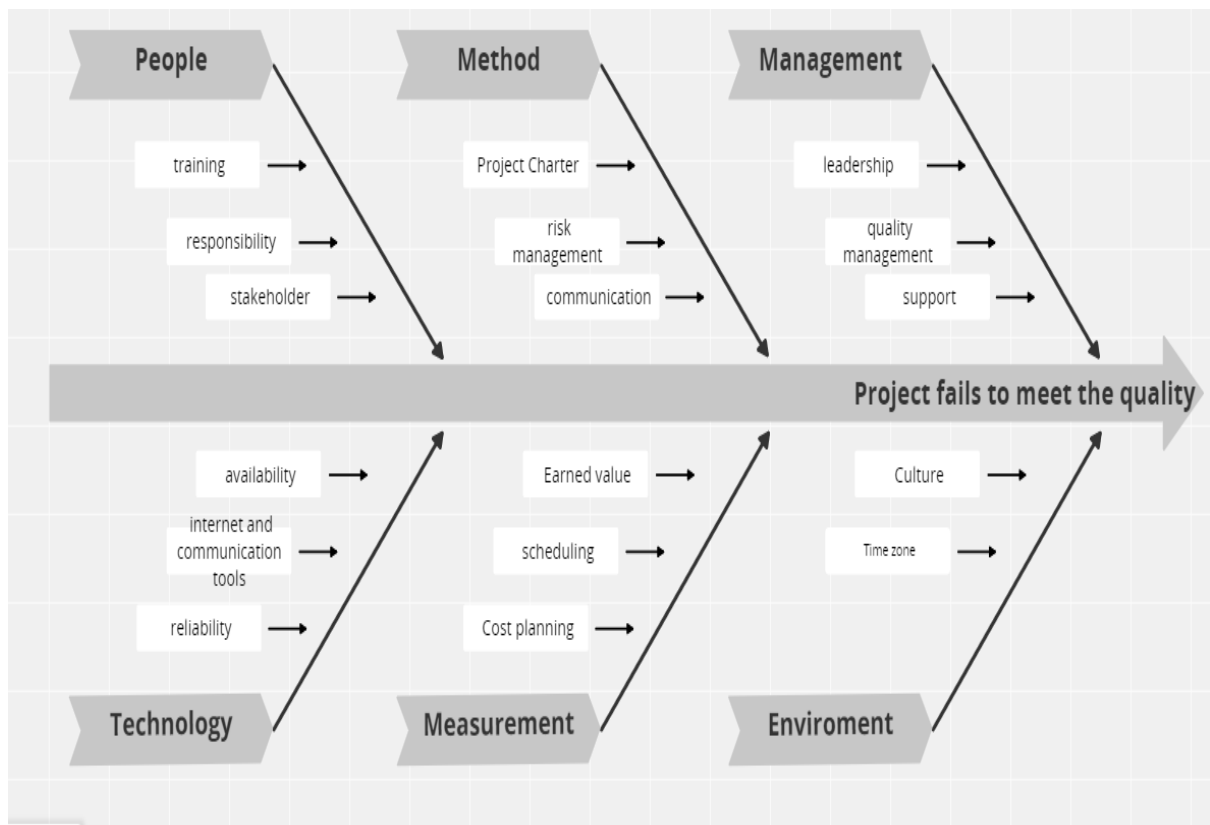 People
Method
Management
training
Project Charter
leadership
responsibility
risk
management
quality
management
stakeholder
communication
support
Project fails to meet the quality
availability
Earned value
Culture
internet and
communication
tools
scheduling
Time zone
reliability
Cost planning
Technology
Measurement
Enviroment